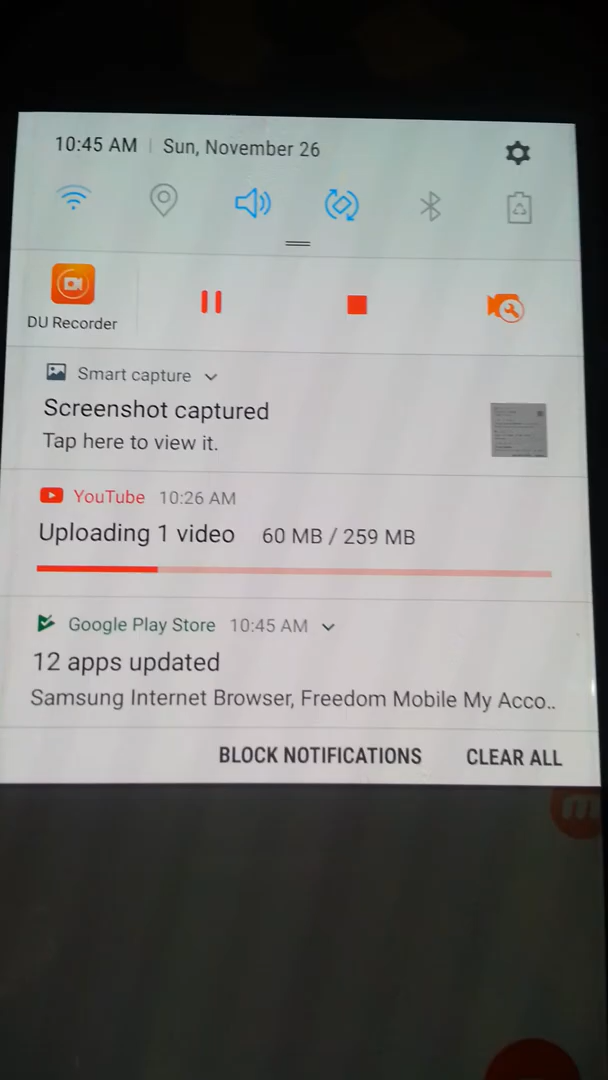 10:45 AM | Sun, November 26
DU Recorder
Smart capture
Screenshot captured
Tap here to view it.
YouTube 10:26 AM
Uploading 1 video 60 MB / 259 MB
Google Play Store 10:45 AM
12 apps updated
Samsung Internet Browser, Freedom Mobile My Acco..
BLOCK NOTIFICATIONS CLEAR ALL